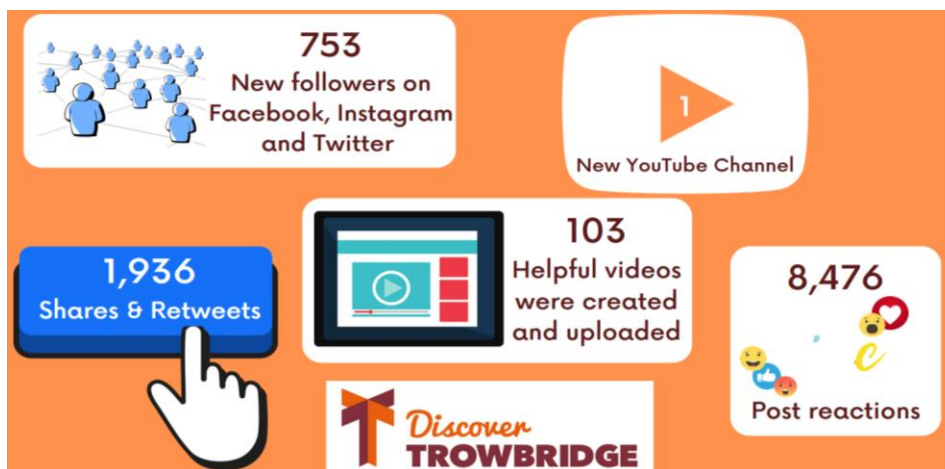 753
New followers on
Facebook, Instagram
and Twitter
1
New YouTube Channel
1,936
Shares & Retweets
103
Helpful videos
were created
and uploaded
8,476
c
Post reactions
Discover
TROWBRIDGE